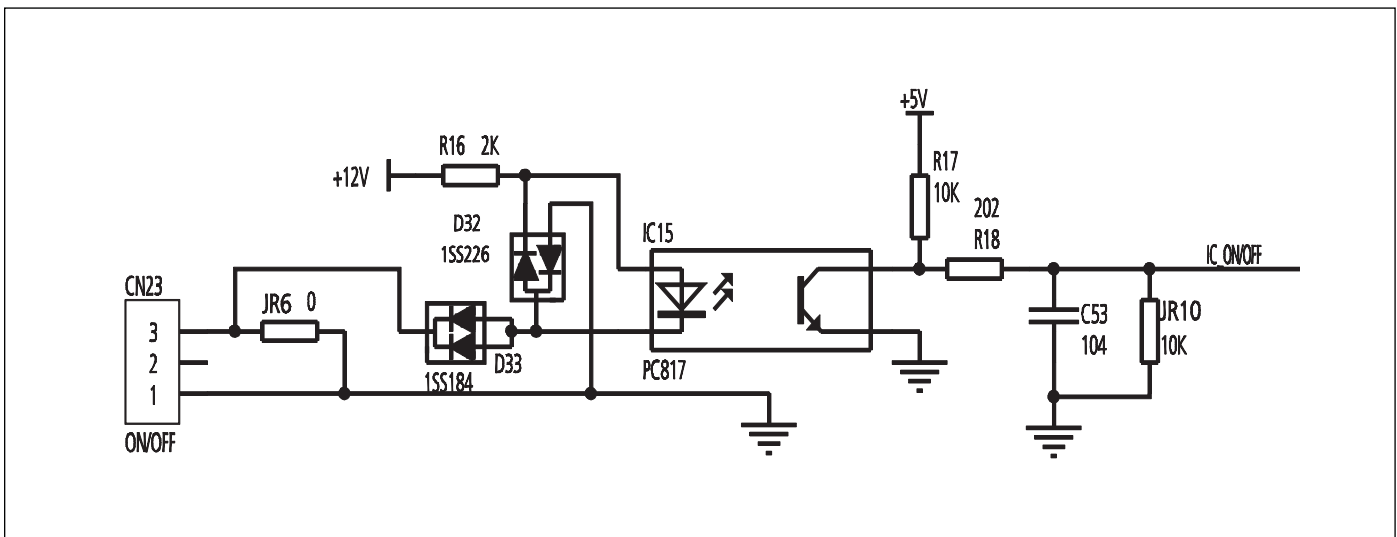 +5V
R16 2K
R17
10K
+12V
202
R18
D32
1SS226
IC15
IC_ON/OFF
CN23
JR6 0
3
2
1
ON/OFF
D33
1SS184
PC817
C53
104
JR10
10K